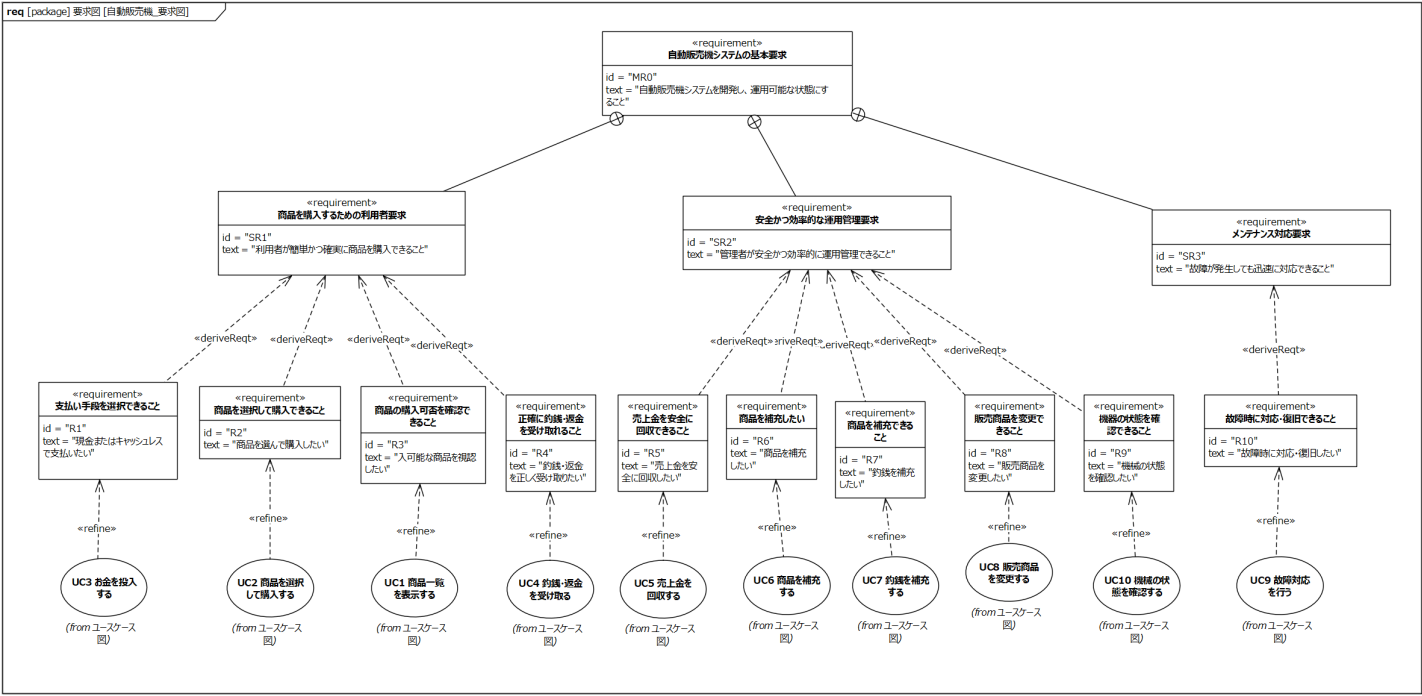 req [package] 要求図 [自動販売機_要求図]
«requirement»
自動販売機システムの基本要求
id = "MR0"
text = "自動販売機システムを開発し、運用可能な状態にす
ること"
«requirement»
商品を購入するための利用者要求
id = "SR1"
text = "利用者が簡単かつ確実に商品を購入できること"
«requirement»
安全かつ効率的な運用管理要求
id = "SR2"
text = "管理者が安全かつ効率的に運用管理できること"
«requirement»
メンテナンス対応要求
id = "SR3"
text = "故障が発生しても迅速に対応できること"
«deriveReqt»
«deriveReqt»
«deriveReqt»
«deriveReqt»
«deriveReqt»
eriveReqt»
eriveReqt»
«deriveReqt»
«deriveReqt»
«deriveReqt»
«requirement»
支払い手段を選択できること
id = "R1"
text = "現金またはキャッシュレス
で支払いたい"
«requirement»
商品を選択して購入できること
id = "R2"
text = "商品を選んで購入したい"
«requirement»
商品の購入可否を確認で
きること
id = "R3"
text = "入可能な商品を視認
したい"
«requirement»
正確に釣銭・返金
を受け取れること
id = "R4"
text = "釣銭・返金
を正しく受け取りたい"
«requirement»
売上金を安全に
回収できること
id = "R5"
text = "売上金を安
全に回収したい"
«requirement»
商品を補充したい
id = "R6"
text = "商品を補充
したい"
«requirement»
商品を補充できる
こと
id = "R7"
text = "釣銭を補充
したい"
«requirement»
販売商品を変更で
きること
id = "R8"
text = "販売商品を
変更したい"
«requirement»
機器の状態を確
認できること
id = "R9"
text = "機械の状態
を確認したい"
«requirement»
故障時に対応・復旧できること
id = "R10"
text = "故障時に対応・復旧したい"
«refine»
«refine»
«refine»
«refine»
«refine»
«refine»
«refine»
«refine»
«refine»
«refine»
UC3 お金を投入
する
(from ユースケース
図)
UC2 商品を選択
して購入する
(from ユースケース
図)
UC1 商品一覧
を表示する
(from ユースケース
図)
UC4 釣銭・返金
を受け取る
(from ユースケース
図)
UC5 売上金を
回収する
(from ユースケース
図)
UC6 商品を補充
する
(from ユースケース
図)
UC7 釣銭を補充
する
(from ユースケース
図)
UC8 販売商品
を変更する
(from ユースケース
図)
UC10 機械の状
態を確認する
(from ユースケース
図)
UC9 故障対応
を行う
(from ユースケース
図)